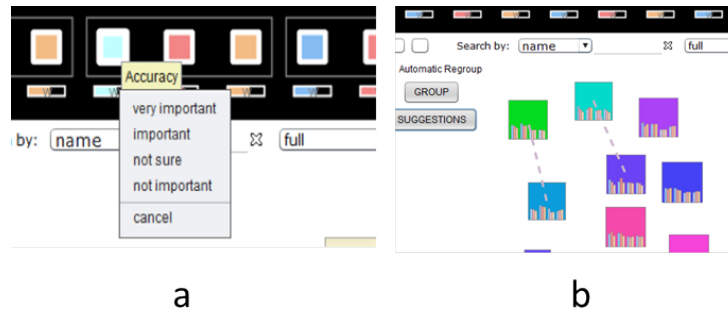 Accuracy
very important
important
not sure
not important
cancel
by: name full
a
Search by: name full
Automatic Regroup
GROUP
SUGGESTIONS
b